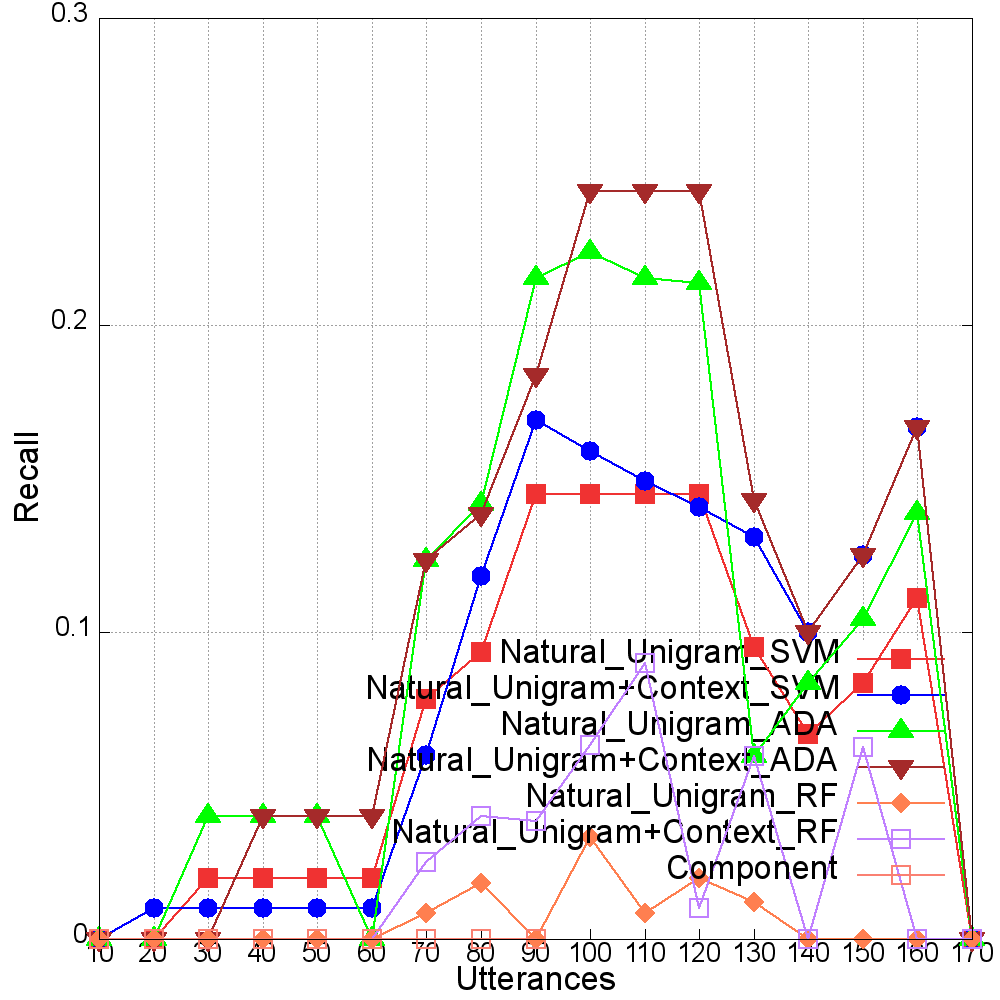 0.3
0.2
0.1
0
Recall
Natural_Unigram_SVM
Natural_Unigram+Context_SVM
Natural_Unigram_ADA
Natural_Unigram+Context_ADA
Natural_Unigram_RF
Natural_Unigram+Context_RF
Component
10 20 30 40 50 60 70 80 90 100 110 120 130 140 150 160 170
Utterances